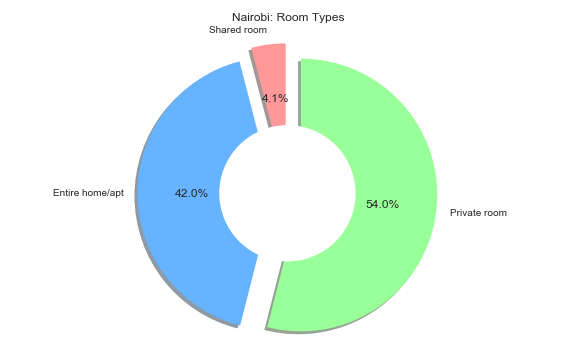 Nairobi: Room Types
Shared room
4.1%
Entire home/apt
42.0%
54.0%
Private room